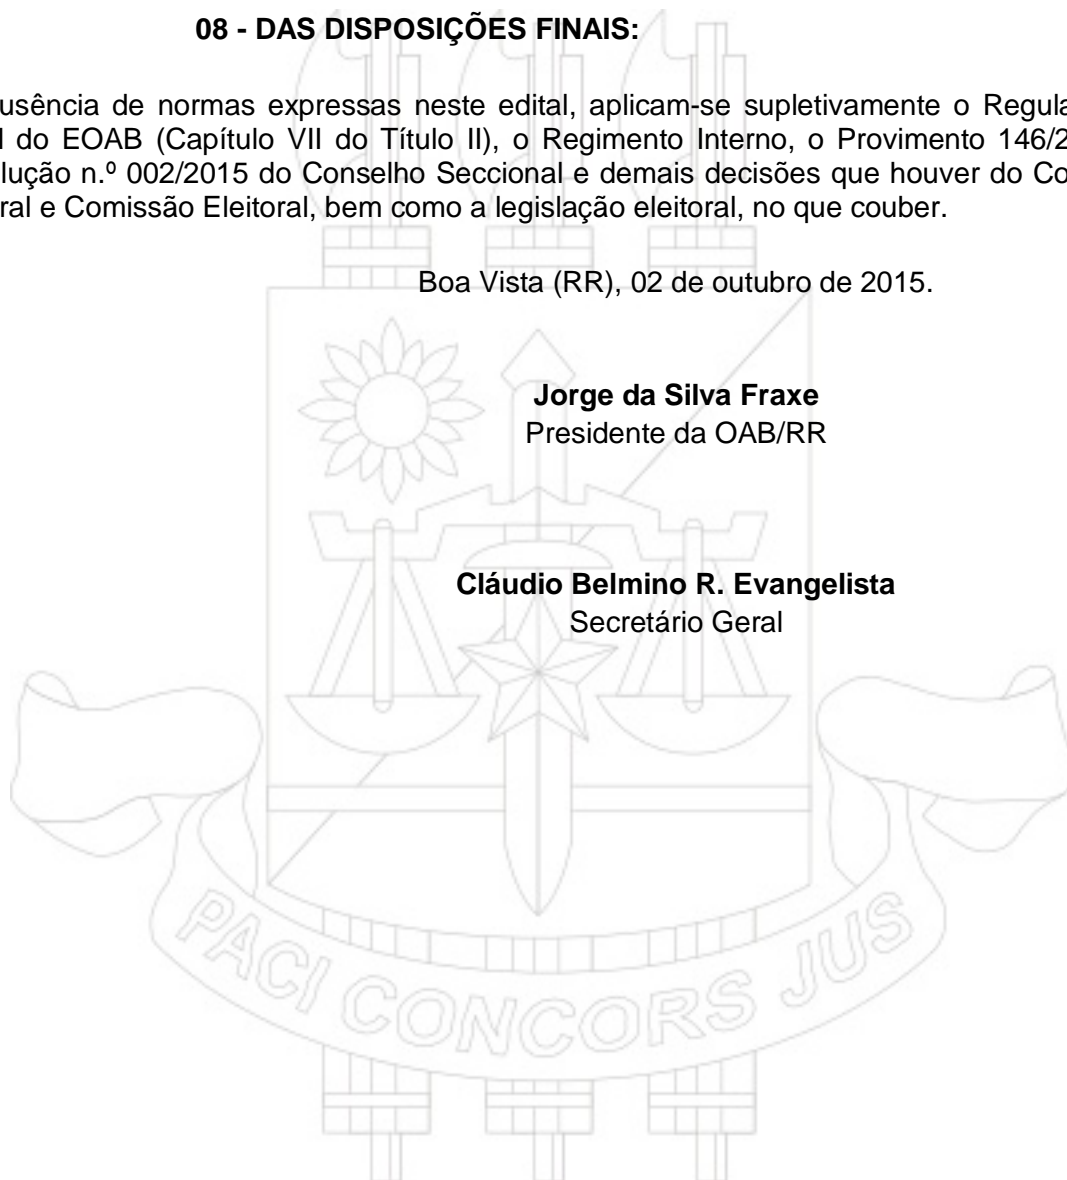 08 - DAS DISPOSIÇÕES FINAIS:
usência de normas expressas neste edital, aplicam-se supletivamente o Regula
l do EOAB (Capítulo VII do Título II), o Regimento Interno, o Provimento 146/2
lução n.º 002/2015 do Conselho Seccional e demais decisões que houver do Co
ral e Comissão Eleitoral, bem como a legislação eleitoral, no que couber.
Boa Vista (RR), 02 de outubro de 2015.
Jorge da Silva Fraxe
Presidente da OAB/RR
Cláudio Belmino R. Evangelista
Secretário Geral
PACI CONCORS JUS